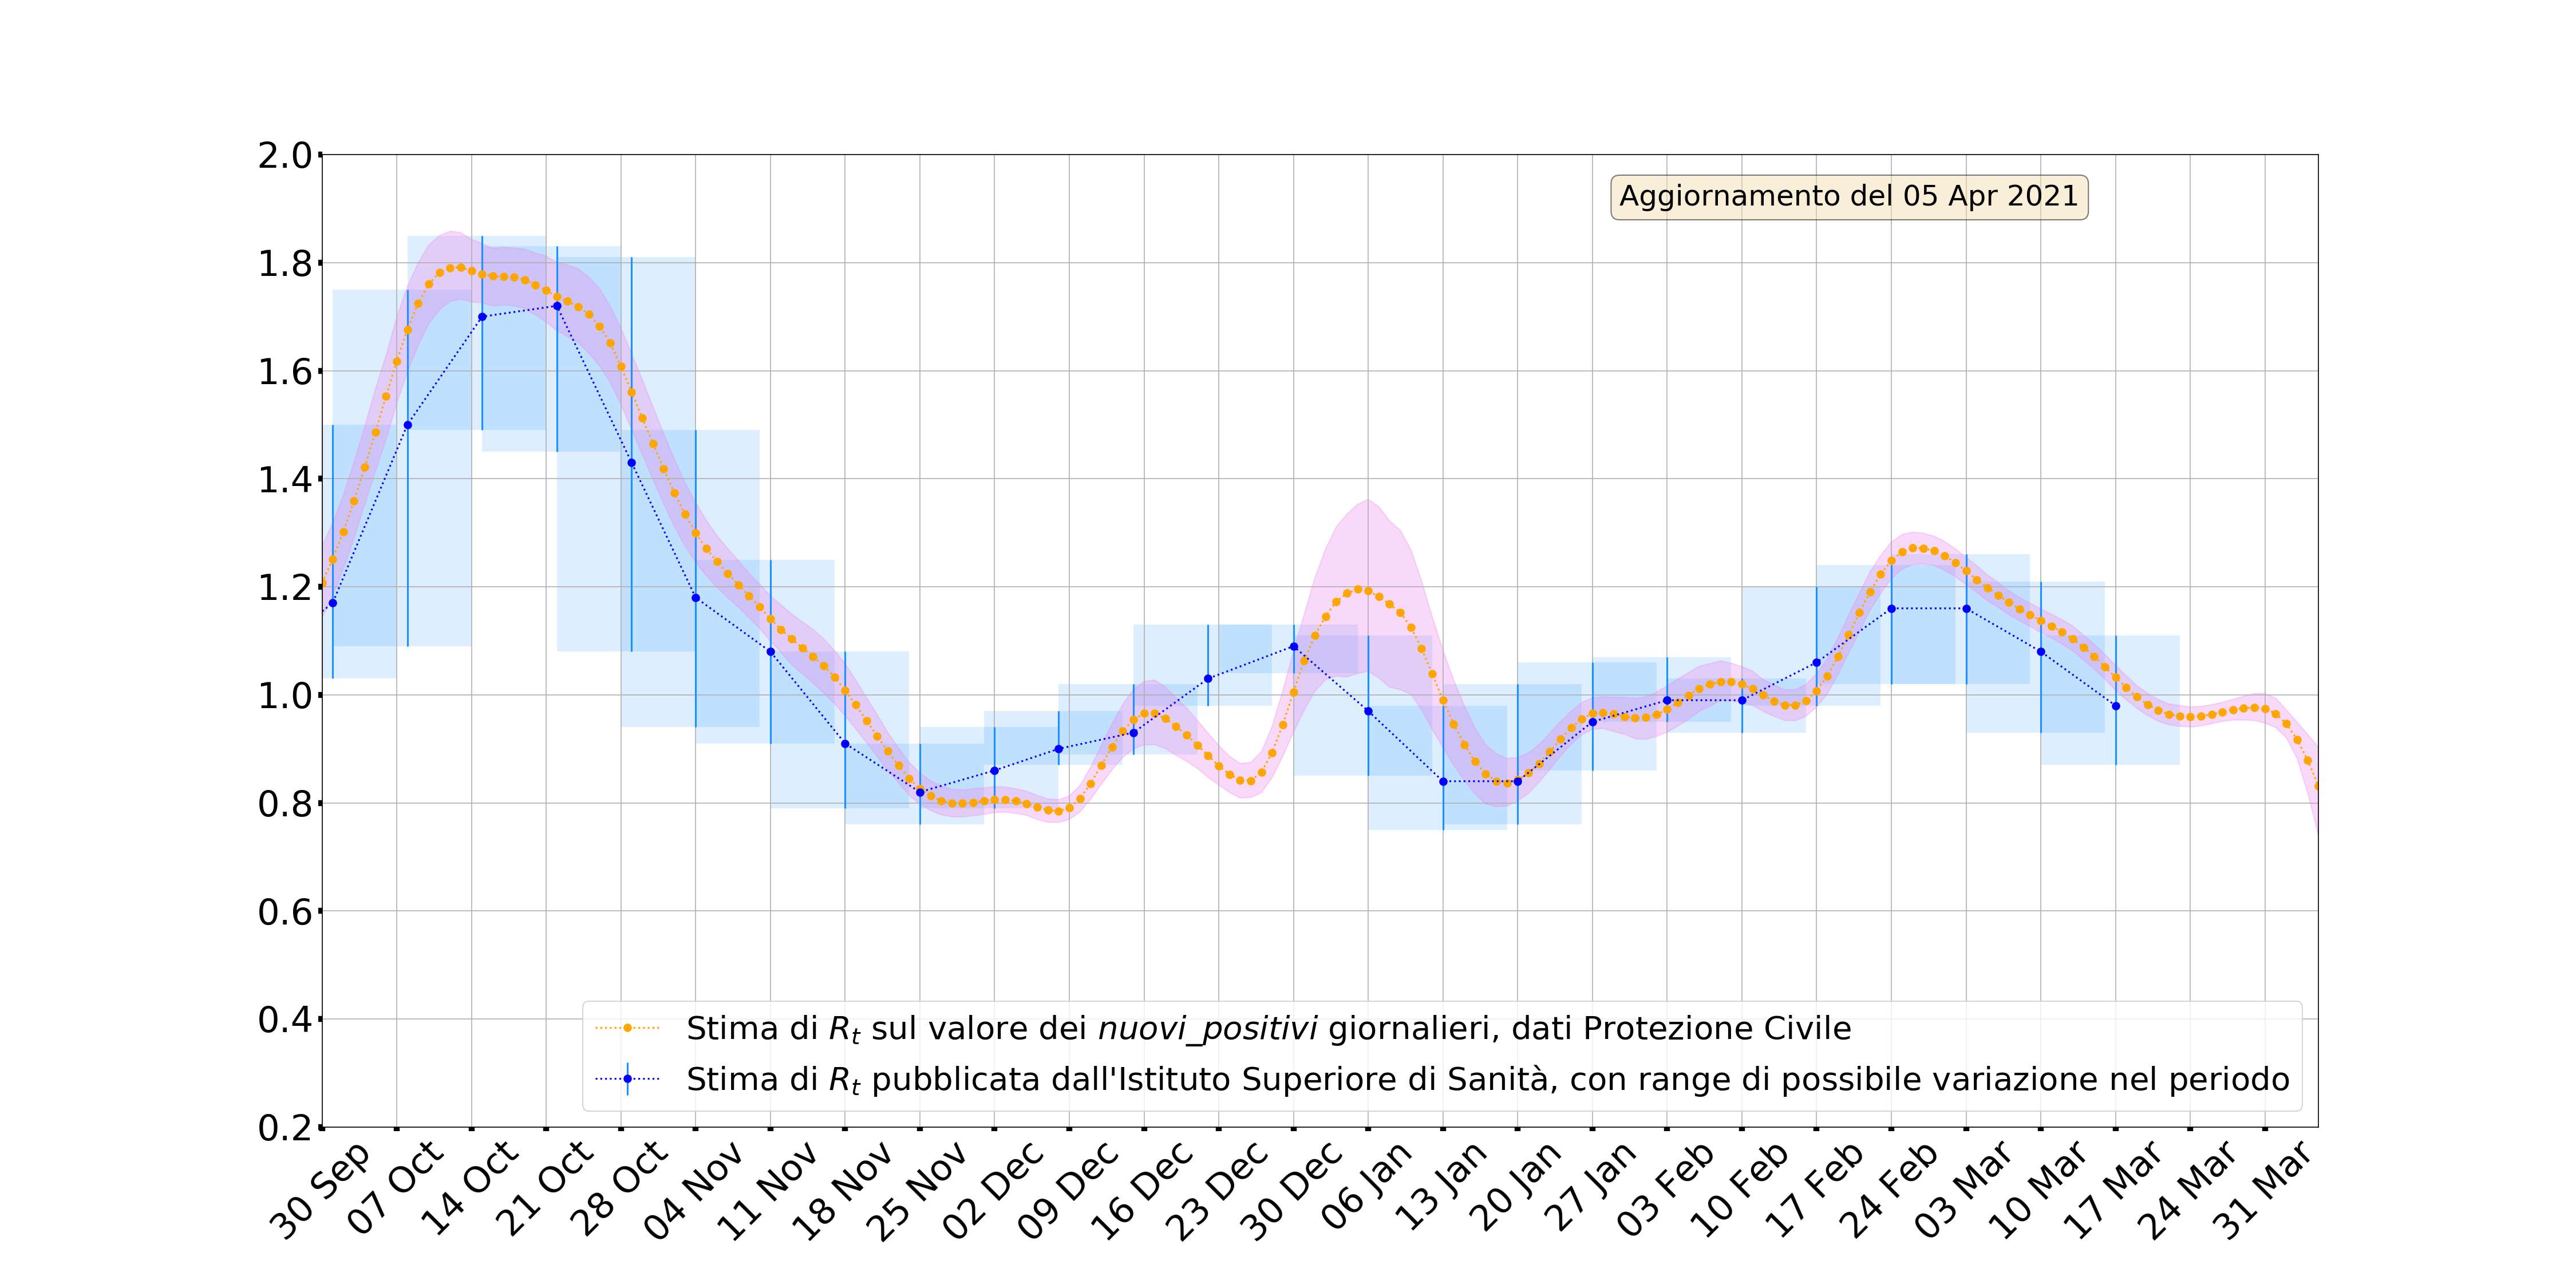 2.0
Aggiornamento del 05 Apr 2021
1.8
1.6
1.4
1.2
1.0
0.8
0.6
0.4
Stima di Rt sul valore dei nuovi_positivi giornalieri, dati Protezione Civile
Stima di Rt pubblicata dall'Istituto Superiore di Sanità, con range di possibile variazione nel periodo
0.2
30 Sep
07 Oct
14 Oct
21 Oct
28 Oct
04 Nov
11 Nov
18 Nov
25 Nov
02 Dec
09 Dec
16 Dec
23 Dec
30 Dec
06 Jan
13 Jan
20 Jan
27 Jan
03 Feb
10 Feb
17 Feb
24 Feb
03 Mar
10 Mar
17 Mar
24 Mar
31 Mar